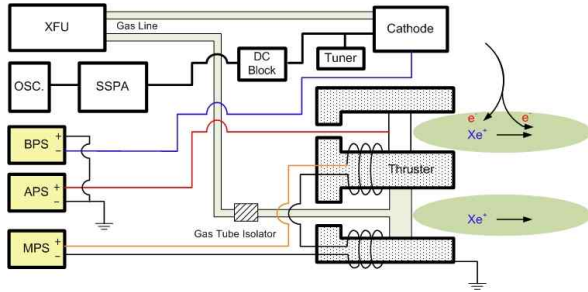 XFU
Gas Line
Cathode
OSC.
SSPA
DC
Block
Tuner
e-
e-
Xe+
BPS
+
−
APS
+
−
Thruster
Xe+
Gas Tube Isolator
MPS
+
−